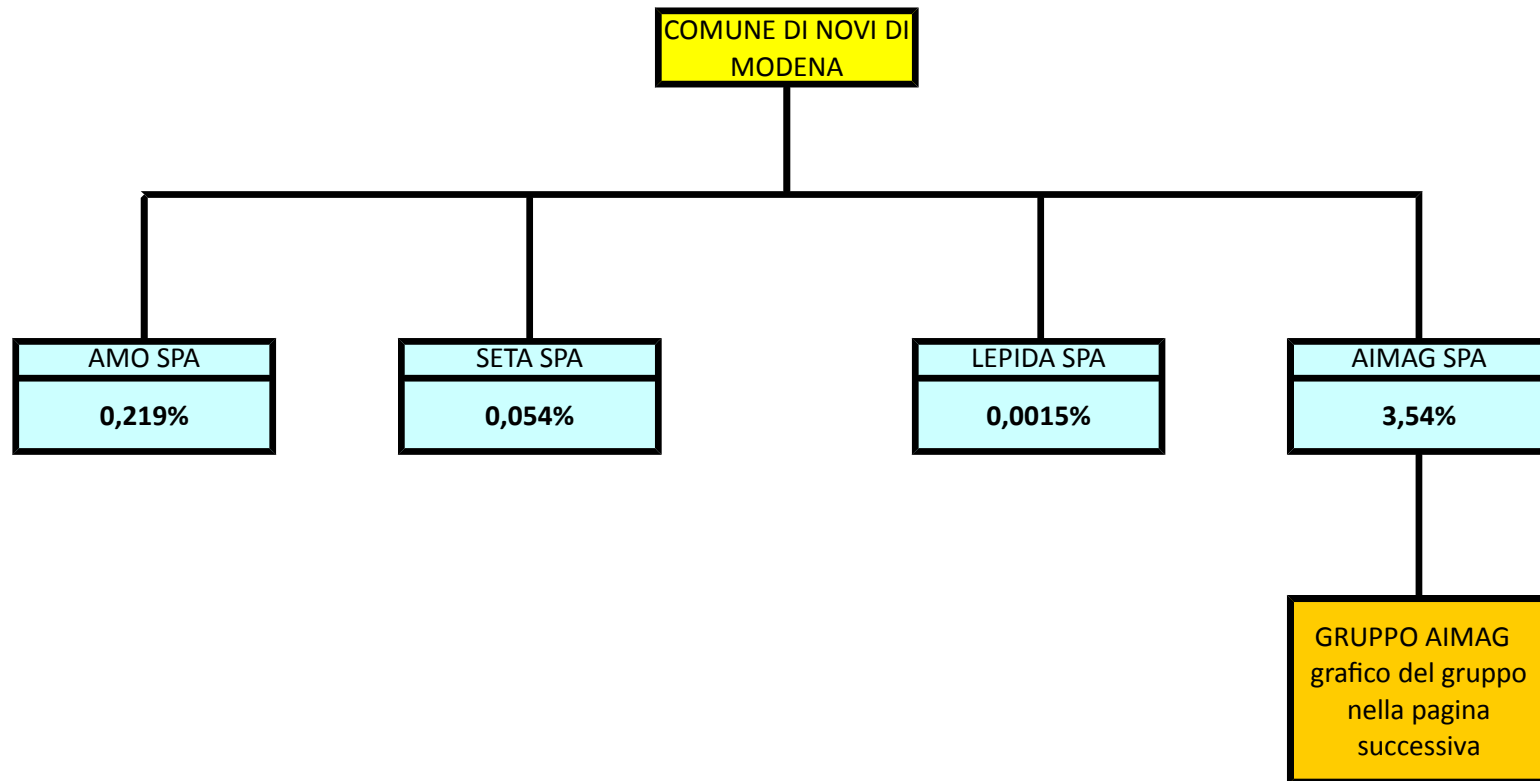 COMUNE DI NOVI DI
MODENA
AMO SPA
0,219%
SETA SPA
0,054%
LEPIDA SPA
0,0015%
AIMAG SPA
3,54%
GRUPPO AIMAG
grafico del gruppo
nella pagina
successiva